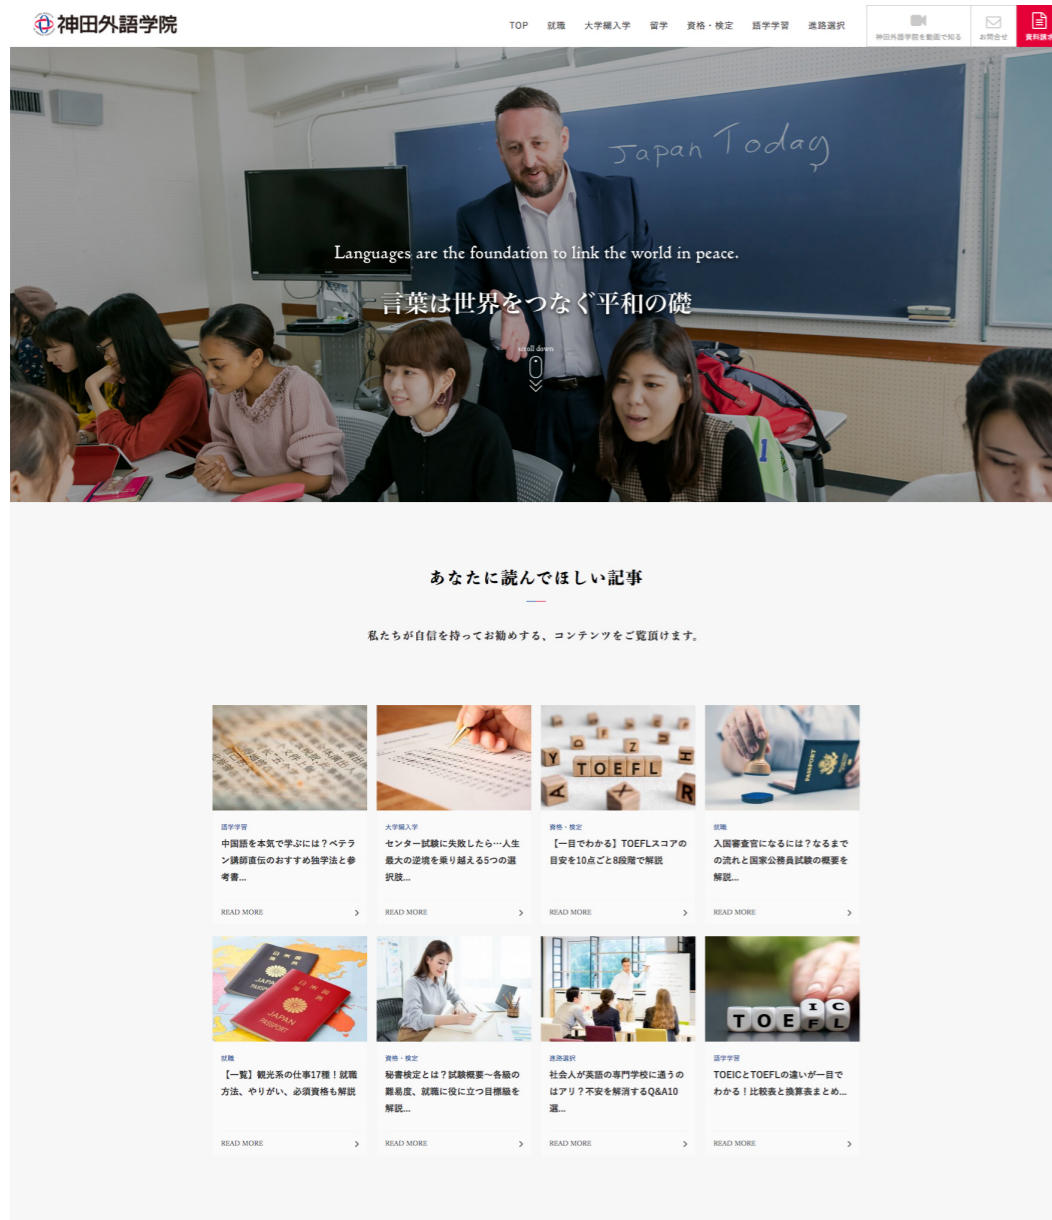 神田外語学院
TOP 就職 大学編入学 留学 資格・検定 語学学習 進路選択
神田外語学院を動画で知る
お問合せ
資料請求
Japan Today
Languages are the foundation to link the world in peace.
言葉は世界をつなぐ平和の礎
scroll down
あなたに読んでほしい記事
私たちが自信を持ってお勧めする、コンテンツをご覧頂けます。
TOEFL
PASSPORT
語学学習
中国語を本気で学ぶには？ベテラ
ン講師直伝のおすすめ独学法と参
考書...
READ MORE
大学編入学
センター試験に失敗したら…人生
最大の逆境を乗り越える5つの選
択肢...
READ MORE
資格・検定
【一目でわかる】TOEFLスコアの
目安を10点ごと8段階で解説
READ MORE
就職
入国審査官になるには？なるまで
の流れと国家公務員試験の概要を
解説...
READ MORE
日本国
旅券
JAPAN
PASSPORT
TOE
IC
FL
就職
【一覧】観光系の仕事17種！就職
方法、やりがい、必須資格も解説
READ MORE
資格・検定
秘書検定とは？試験概要～各級の
難易度、就職に役に立つ目標級を
解説...
READ MORE
進路選択
社会人が英語の専門学校に通うの
はアリ？不安を解消するQ&A10
選...
READ MORE
語学学習
TOEICとTOEFLの違いが一目で
わかる！比較表と換算表まとめ...
READ MORE